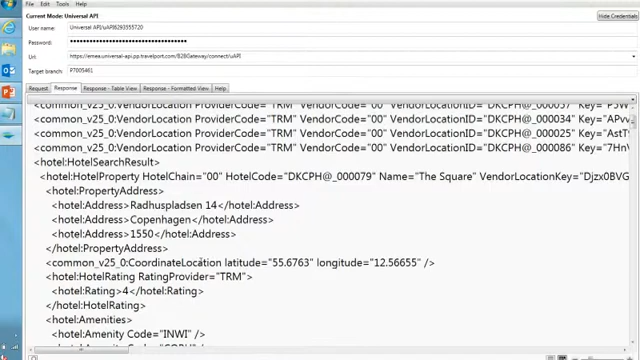 File Edit Tools Help
Current Mode: Universal API
Hide Credentials
User name: Universal API/uAPI6293555720
Password:
Url: https://emea.universal-api.pp.travelport.com/B2BGateway/connect/uAPI
Target branch: P7005461
Request Response Response - Table View Response - Formatted View Help
<common_v25_0:VendorLocation ProviderCode="TRM" VendorCode="00" VendorLocationID="DKCPH@_000057" Key="PJW
<common_v25_0:VendorLocation ProviderCode="TRM" VendorCode="00" VendorLocationID="DKCPH@_000034" Key="APvv
<common_v25_0:VendorLocation ProviderCode="TRM" VendorCode="00" VendorLocationID="DKCPH@_000025" Key="AstT
<common_v25_0:VendorLocation ProviderCode="TRM" VendorCode="00" VendorLocationID="DKCPH@_000086" Key="7HnV
<hotel:HotelSearchResult>
<hotel:HotelProperty HotelChain="00" HotelCode="DKCPH@_000079" Name="The Square" VendorLocationKey="Djzx0BVG
<hotel:PropertyAddress>
<hotel:Address>Radhuspladsen 14</hotel:Address>
<hotel:Address>Copenhagen</hotel:Address>
<hotel:Address>1550</hotel:Address>
</hotel:PropertyAddress>
<common_v25_0:CoordinateLocation latitude="55.6763" longitude="12.56655" />
<hotel:HotelRating RatingProvider="TRM">
<hotel:Rating>4</hotel:Rating>
</hotel:HotelRating>
<hotel:Amenities>
<hotel:Amenity Code="INWI" />